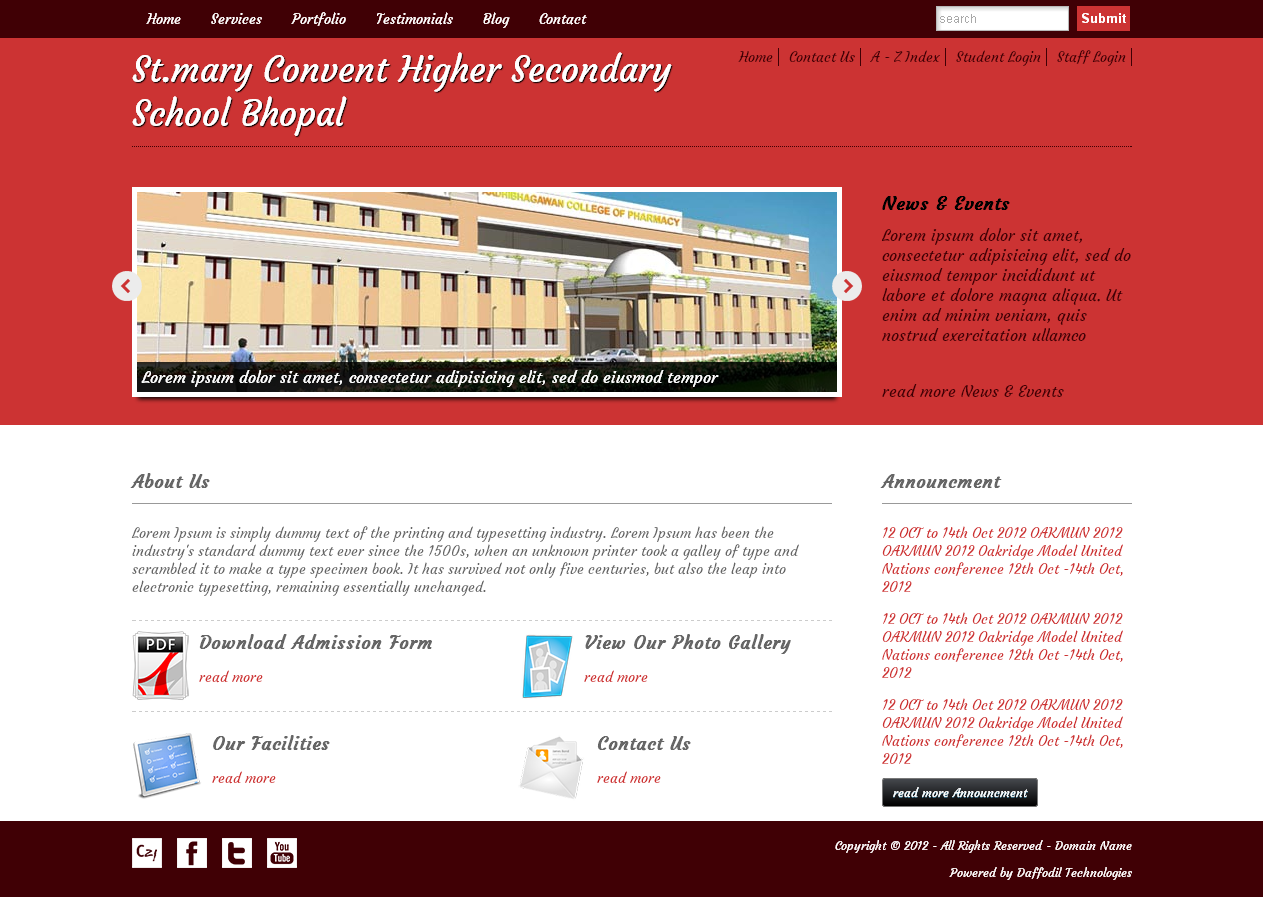 Home Services Portfolio Testimonials Blog Contact
search Submit
St.mary Convent Higher Secondary
School Bhopal
Home Contact Us A - Z Index Student Login Staff Login
ADHIBHAGAWAN COLLEGE OF PHARMACY
Lorem ipsum dolor sit amet, consectetur adipisicing elit, sed do eiusmod tempor
News & Events
Lorem ipsum dolor sit amet,
consectetur adipisicing elit, sed do
eiusmod tempor incididunt ut
labore et dolore magna aliqua. Ut
enim ad minim veniam, quis
nostrud exercitation ullamco
read more News & Events
About Us
Lorem Ipsum is simply dummy text of the printing and typesetting industry. Lorem Ipsum has been the
industry's standard dummy text ever since the 1500s, when an unknown printer took a galley of type and
scrambled it to make a type specimen book. It has survived not only five centuries, but also the leap into
electronic typesetting, remaining essentially unchanged.
PDF
Download Admission Form
read more
View Our Photo Gallery
read more
Our Facilities
read more
Contact Us
read more
Announcment
12 OCT to 14th Oct 2012 OAKMUN 2012
OAKMUN 2012 Oakridge Model United
Nations conference 12th Oct -14th Oct,
2012
12 OCT to 14th Oct 2012 OAKMUN 2012
OAKMUN 2012 Oakridge Model United
Nations conference 12th Oct -14th Oct,
2012
12 OCT to 14th Oct 2012 OAKMUN 2012
OAKMUN 2012 Oakridge Model United
Nations conference 12th Oct -14th Oct,
2012
read more Announcment
C21 f t You
Tube
Copyright © 2012 - All Rights Reserved - Domain Name
Powered by Daffodil Technologies